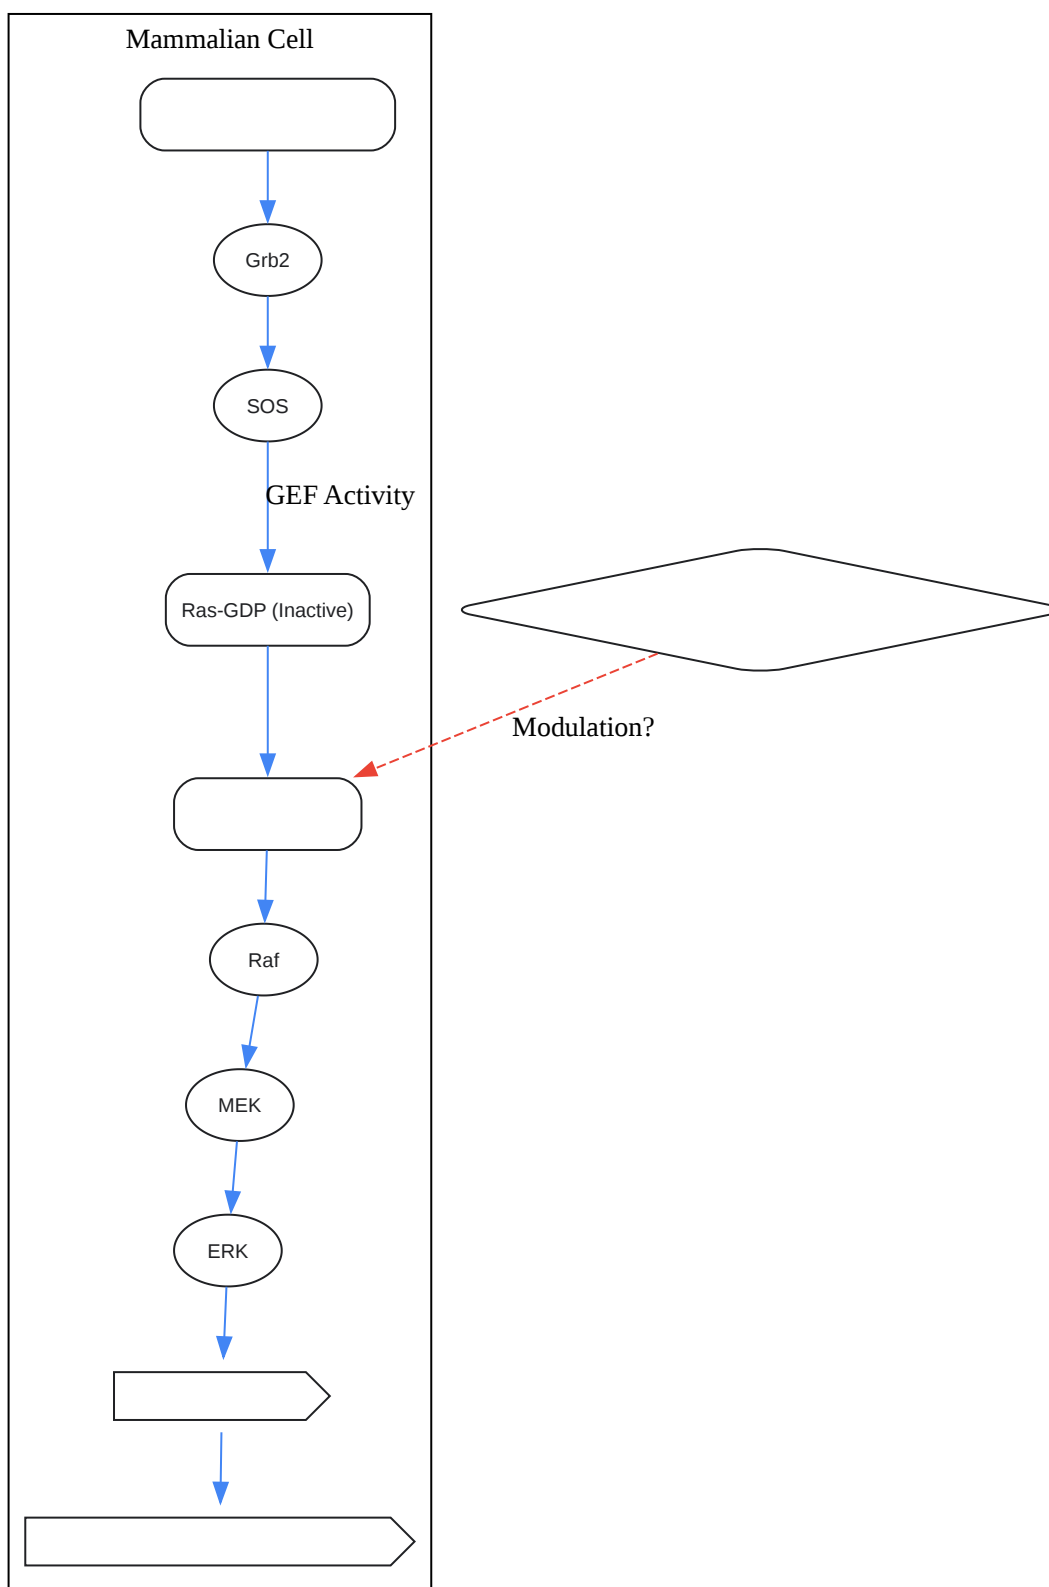 Mammalian Cell
Grb2
SOS
GEF Activity
Ras-GDP (Inactive)
Modulation?
Raf
MEK
ERK